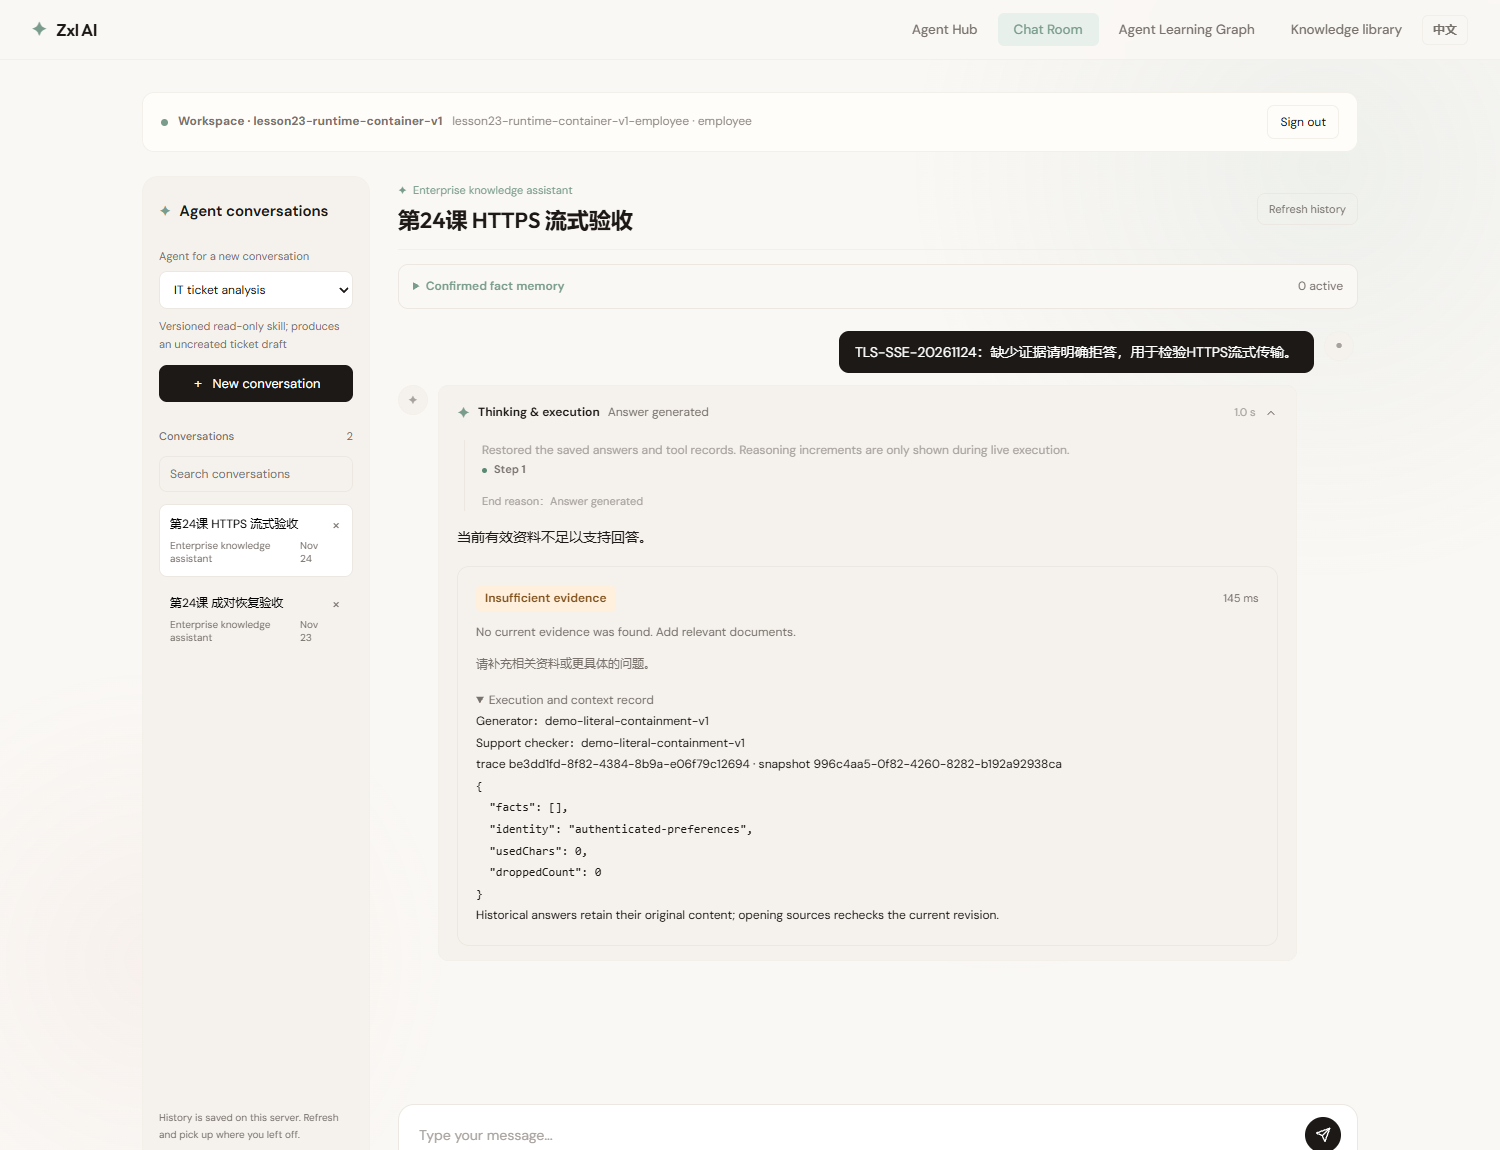 Zxl AI
Agent Hub
Chat Room
Agent Learning Graph
Knowledge library
中文
Workspace · lesson23-runtime-container-v1 lesson23-runtime-container-v1-employee · employee
Sign out
Agent conversations
Agent for a new conversation
IT ticket analysis
Versioned read-only skill; produces
an uncreated ticket draft
+ New conversation
Conversations 2
Search conversations
第24课 HTTPS 流式验收 ×
Enterprise knowledge
assistant
Nov
24
第24课 成对恢复验收 ×
Enterprise knowledge
assistant
Nov
23
History is saved on this server. Refresh
and pick up where you left off.
Enterprise knowledge assistant
第24课 HTTPS 流式验收
Refresh history
Confirmed fact memory
0 active
TLS-SSE-20261124：缺少证据请明确拒答，用于检验HTTPS流式传输。
Thinking & execution Answer generated
1.0 s
Restored the saved answers and tool records. Reasoning increments are only shown during live execution.
Step 1
End reason： Answer generated
当前有效资料不足以支持回答。
Insufficient evidence
145 ms
No current evidence was found. Add relevant documents.
请补充相关资料或更具体的问题。
Execution and context record
Generator： demo-literal-containment-v1
Support checker： demo-literal-containment-v1
trace be3dd1fd-8f82-4384-8b9a-e06f79c12694 · snapshot 996c4aa5-0f82-4260-8282-b192a92938ca
{
"facts": [],
"identity": "authenticated-preferences",
"usedChars": 0,
"droppedCount": 0
}
Historical answers retain their original content; opening sources rechecks the current revision.
Type your message...